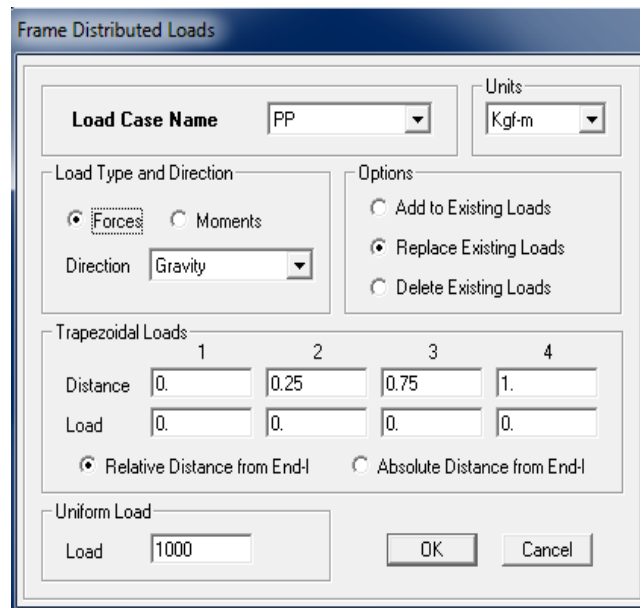 Frame Distributed Loads
Units
Load Case Name PP Kgf-m
Load Type and Direction
Forces Moments
Direction Gravity
Options
Add to Existing Loads
Replace Existing Loads
Delete Existing Loads
Trapezoidal Loads
1 2 3 4
Distance 0. 0.25 0.75 1.
Load 0. 0. 0. 0.
Relative Distance from End-I Absolute Distance from End-I
Uniform Load
Load 1000
OK Cancel